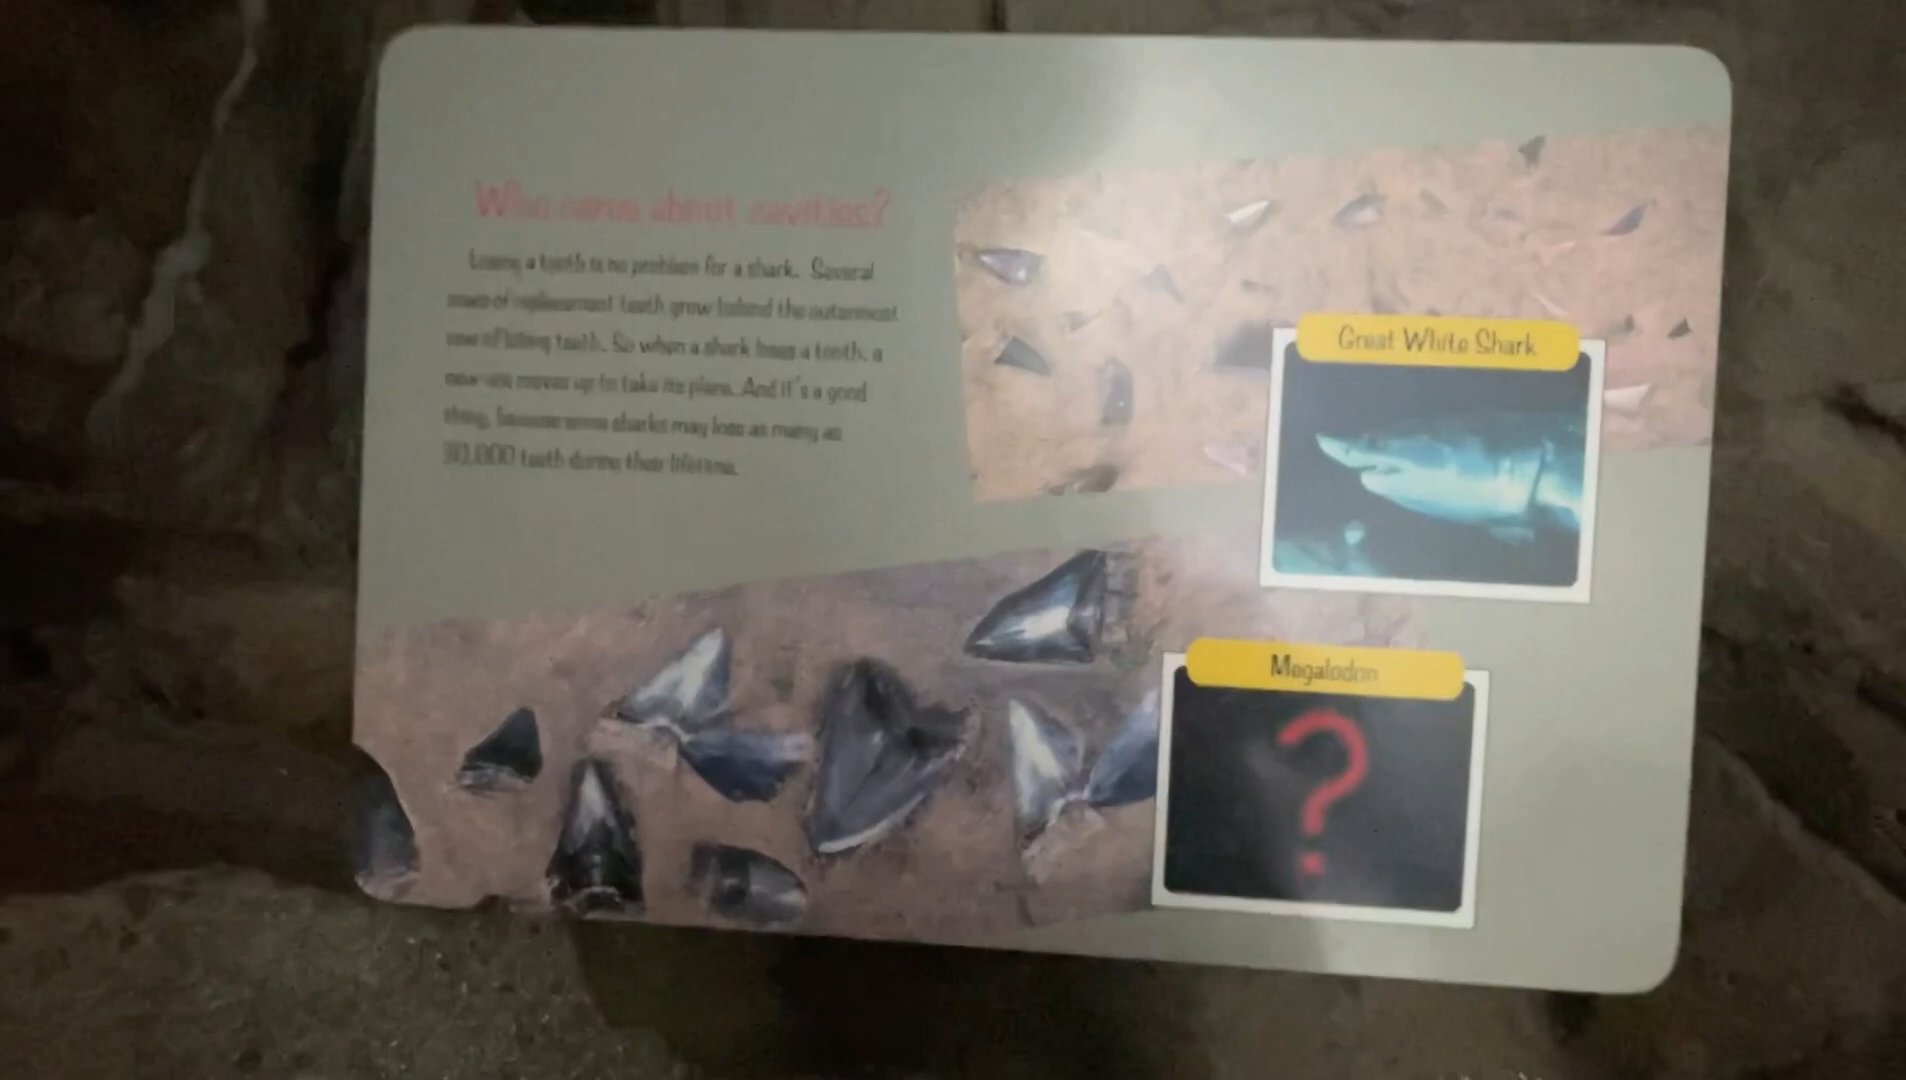 Who cares about cavities?
Losing a tooth is no problem for a shark. Several
rows of replacement teeth grow behind the outermost
row of biting teeth. So when a shark loses a tooth, a
new one moves up to take its place. And it's a good
thing, because some sharks may lose as many as
30,000 teeth during their lifetime.
Great White Shark
Megalodon
?